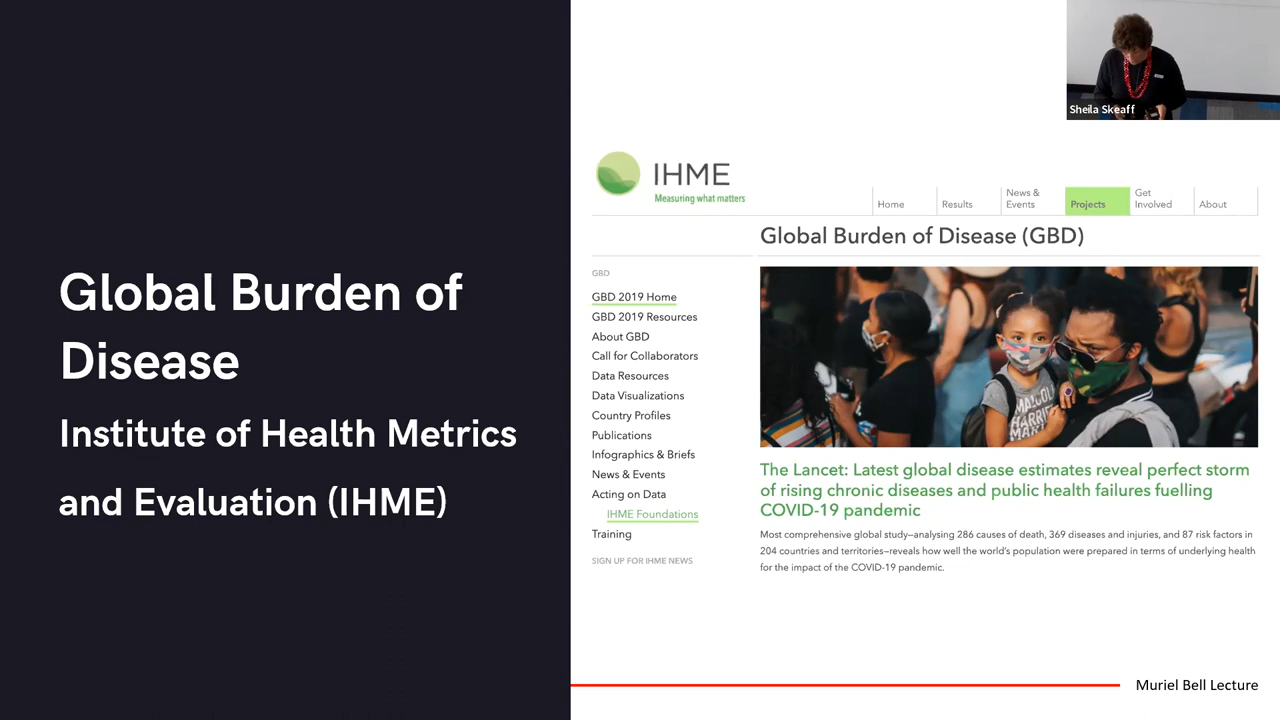 Global Burden of
Disease
Institute of Health Metrics
and Evaluation (IHME)
Sheila Skeaff
IHME
Measuring what matters
Home
Results
News &
Events
Projects
Get
Involved
About
Global Burden of Disease (GBD)
GBD
GBD 2019 Home
GBD 2019 Resources
About GBD
Call for Collaborators
Data Resources
Data Visualizations
Country Profiles
Publications
Infographics & Briefs
News & Events
Acting on Data
IHME Foundations
Training
SIGN UP FOR IHME NEWS
MALCOLM
HARRIET
MARTIN
The Lancet: Latest global disease estimates reveal perfect storm
of rising chronic diseases and public health failures fuelling
COVID-19 pandemic
Most comprehensive global study—analysing 286 causes of death, 369 diseases and injuries, and 87 risk factors in
204 countries and territories—reveals how well the world's population were prepared in terms of underlying health
for the impact of the COVID-19 pandemic.
Muriel Bell Lecture